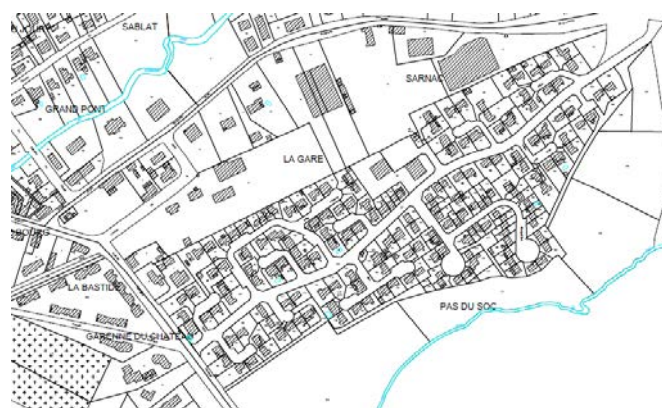 SABLAT
SARNAC
GRAND PONT
LA GARE
LA BASTIDE
PAS DU SOC
GARENNE DU CHATEAU